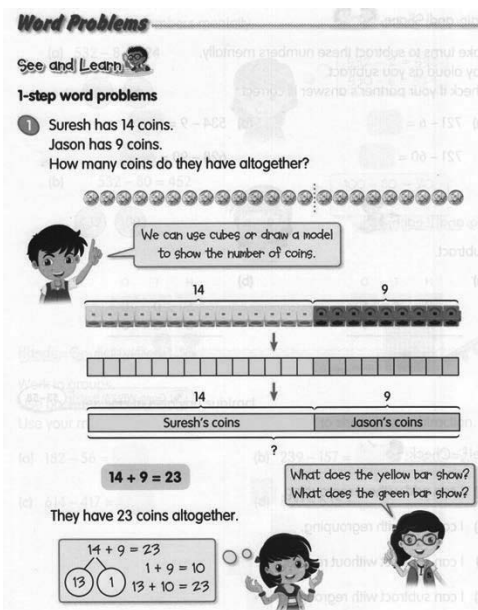 Word Problems
See and Learn
1-step word problems
1 Suresh has 14 coins.
Jason has 9 coins.
How many coins do they have altogether?
We can use cubes or draw a model
to show the number of coins.
14 9
14 9
Suresh's coins Jason's coins
?
14 + 9 = 23
What does the yellow bar show?
What does the green bar show?
They have 23 coins altogether.
14 + 9 = 23
13 1
1 + 9 = 10
13 + 10 = 23